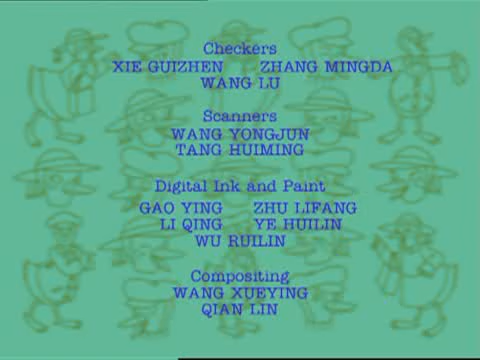 Checkers
XIE GUIZHEN ZHANG MINGDA
WANG LU
Scanners
WANG YONGJUN
TANG HUIMING
Digital Ink and Paint
GAO YING ZHU LIFANG
LI QING YE HUILIN
WU RUILIN
Compositing
WANG XUEYING
QIAN LIN